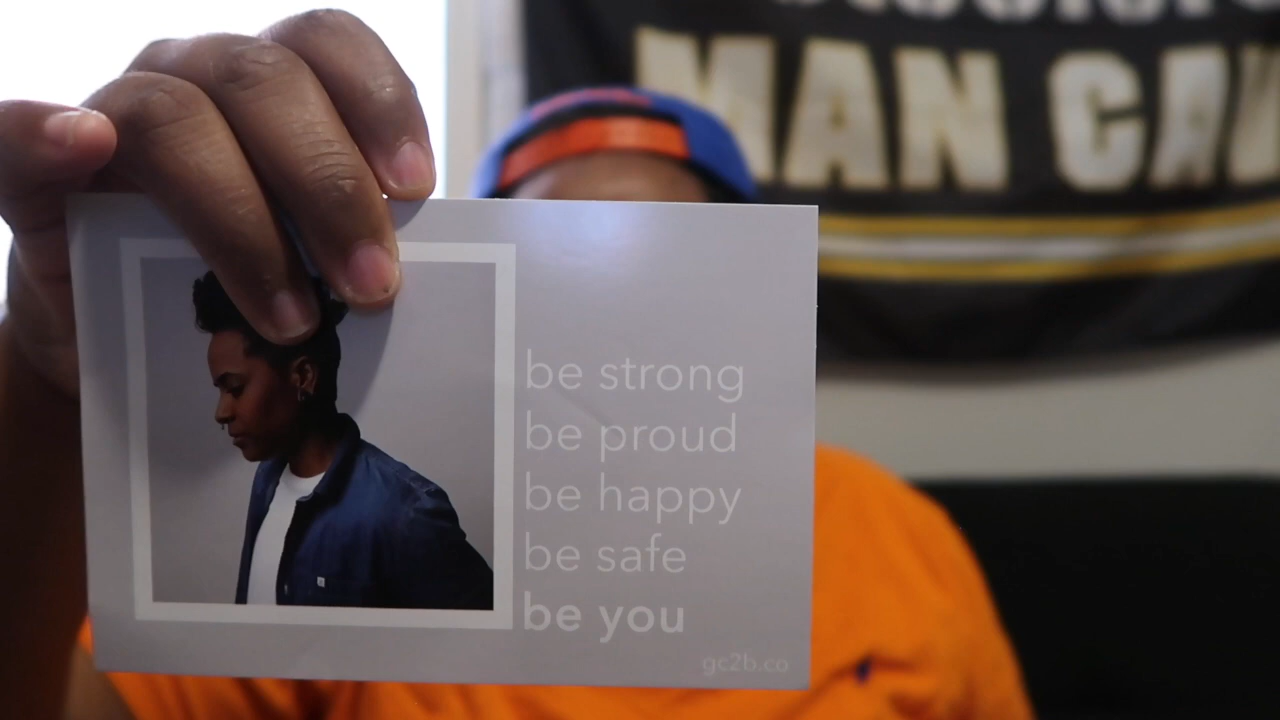 MAN CAV
be strong
be proud
be happy
be safe
be you
gc2b.co